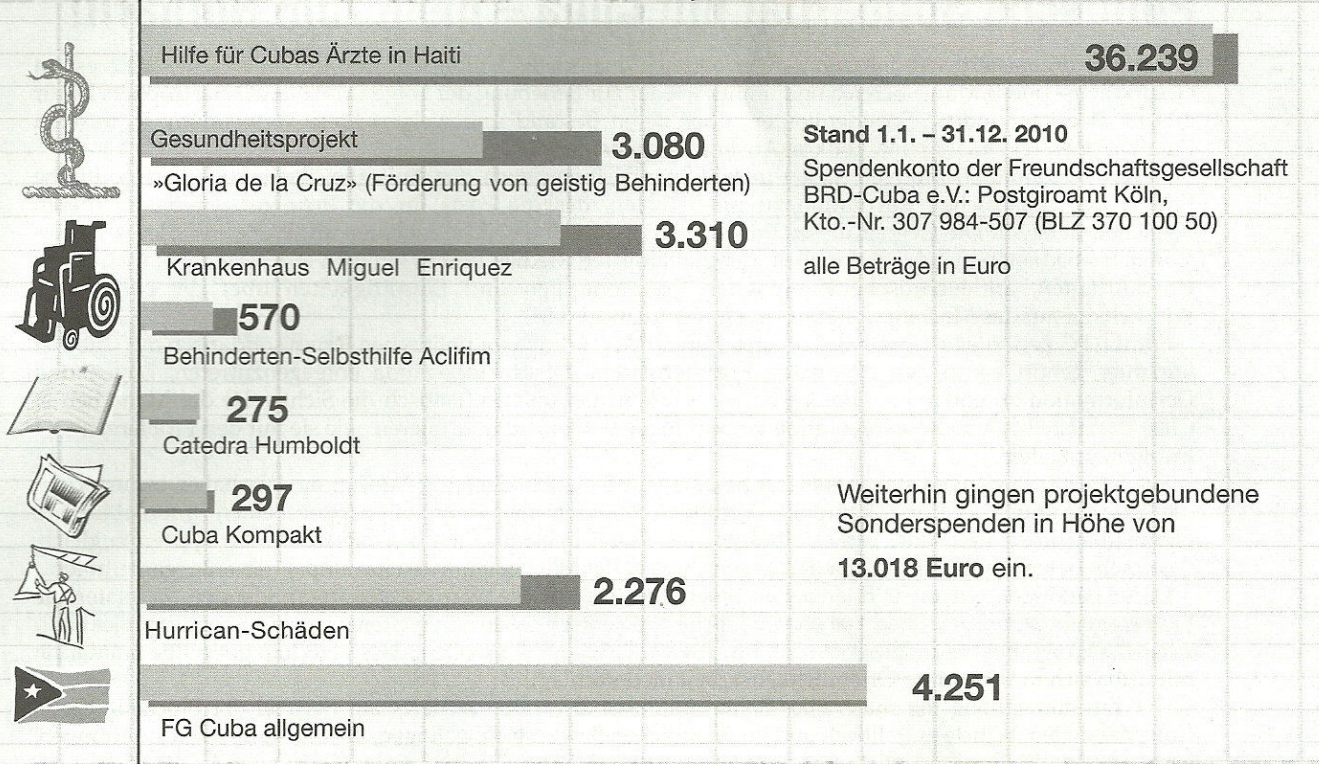 Hilfe für Cubas Ärzte in Haiti 36.239
Gesundheitsprojekt 3.080
»Gloria de la Cruz» (Förderung von geistig Behinderten)
3.310
Krankenhaus Miguel Enriquez
570
Behinderten-Selbsthilfe Aclifim
275
Catedra Humboldt
297
Cuba Kompakt
2.276
Hurrican-Schäden
4.251
FG Cuba allgemein
Stand 1.1. – 31.12. 2010
Spendenkonto der Freundschaftsgesellschaft
BRD-Cuba e.V.: Postgiroamt Köln,
Kto.-Nr. 307 984-507 (BLZ 370 100 50)
alle Beträge in Euro
Weiterhin gingen projektgebundene
Sonderspenden in Höhe von
13.018 Euro ein.